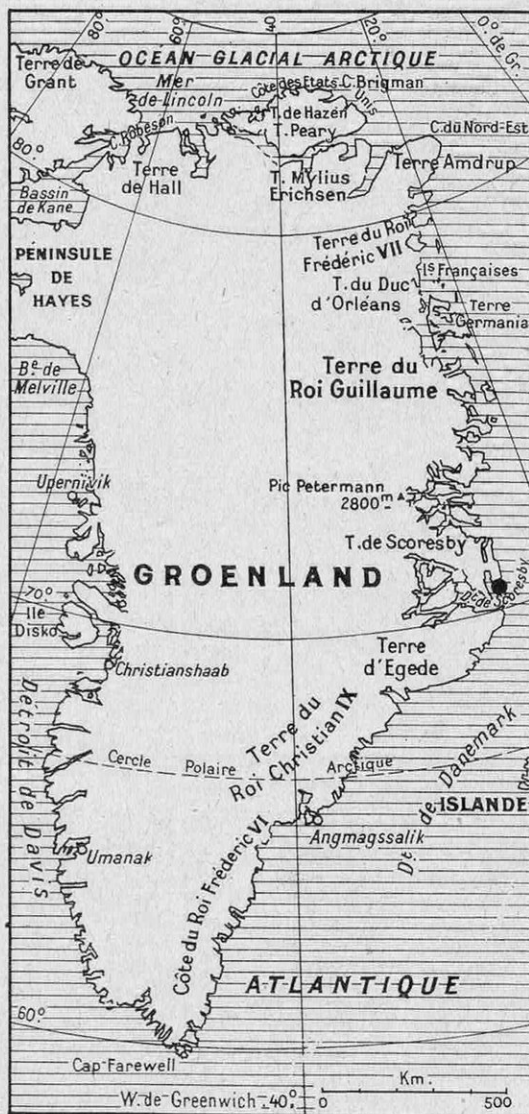 80°
60°
40°
20°
0° de Gr.
OCÉAN GLACIAL ARCTIQUE
Terre de
Grant
Mer
de Lincoln
Côte des Etats Unis
C. Brigman
T. de Hazen
T. Peary
C. Robeson
C. du Nord-Est
80°
Terre
de Hall
T. Mylius
Erichsen
Terre Amdrup
Bassin
de Kane
Terre du Roi
Frédéric VII
PÉNINSULE
DE
HAYES
Iˢ Françaises
T. du Duc
d'Orléans
Terre
Germania
Bᵉ de
Melville
Terre du
Roi Guillaume
Upernivik
Pic Petermann
2800ᵐ
T. de Scoresby
GROENLAND
Dᵗ de Scoresby
70°
Ile
Disko
Christianshaab
Terre
d'Egede
Détroit de Davis
Terre du
Roi Christian IX
Cercle Polaire Arctique
Dᵗ de Danemark
ISLANDE
Angmagssalik
Umanak
Côte du Roi Frédéric VI
ATLANTIQUE
60°
Cap-Farewell
W. de Greenwich 40°
Km.
0 500